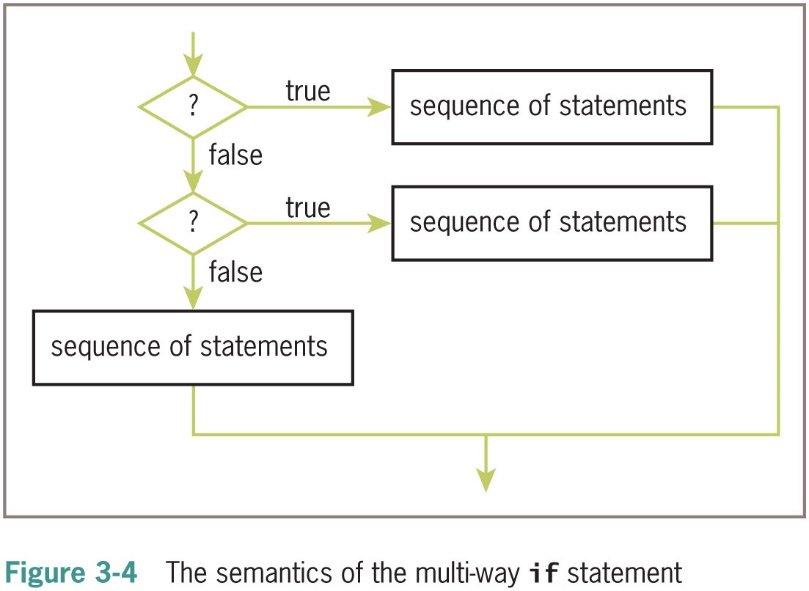 ? true sequence of statements
false
? true sequence of statements
false
sequence of statements
Figure 3-4 The semantics of the multi-way if statement